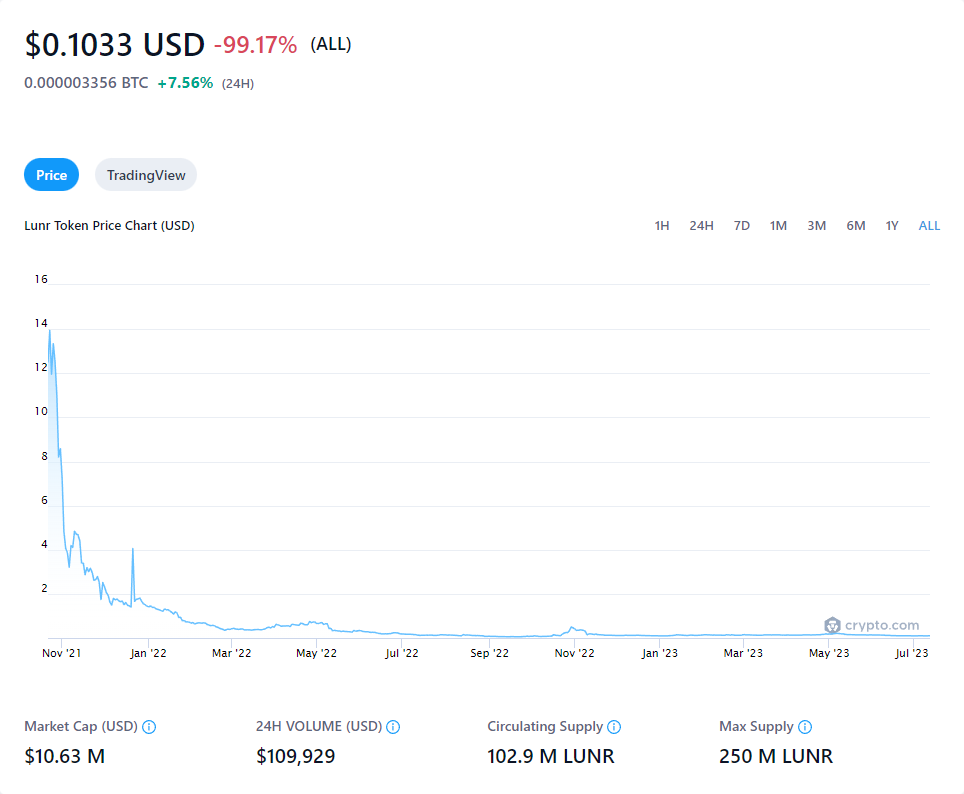 $0.1033 USD -99.17% (ALL)
0.000003356 BTC +7.56% (24H)
Price TradingView
Lunr Token Price Chart (USD) 1H 24H 7D 1M 3M 6M 1Y ALL
16
14
12
10
8
6
4
2
crypto.com
Nov '21 Jan '22 Mar '22 May '22 Jul '22 Sep '22 Nov '22 Jan '23 Mar '23 May '23 Jul '23
Market Cap (USD) 24H VOLUME (USD) Circulating Supply Max Supply
$10.63 M $109,929 102.9 M LUNR 250 M LUNR